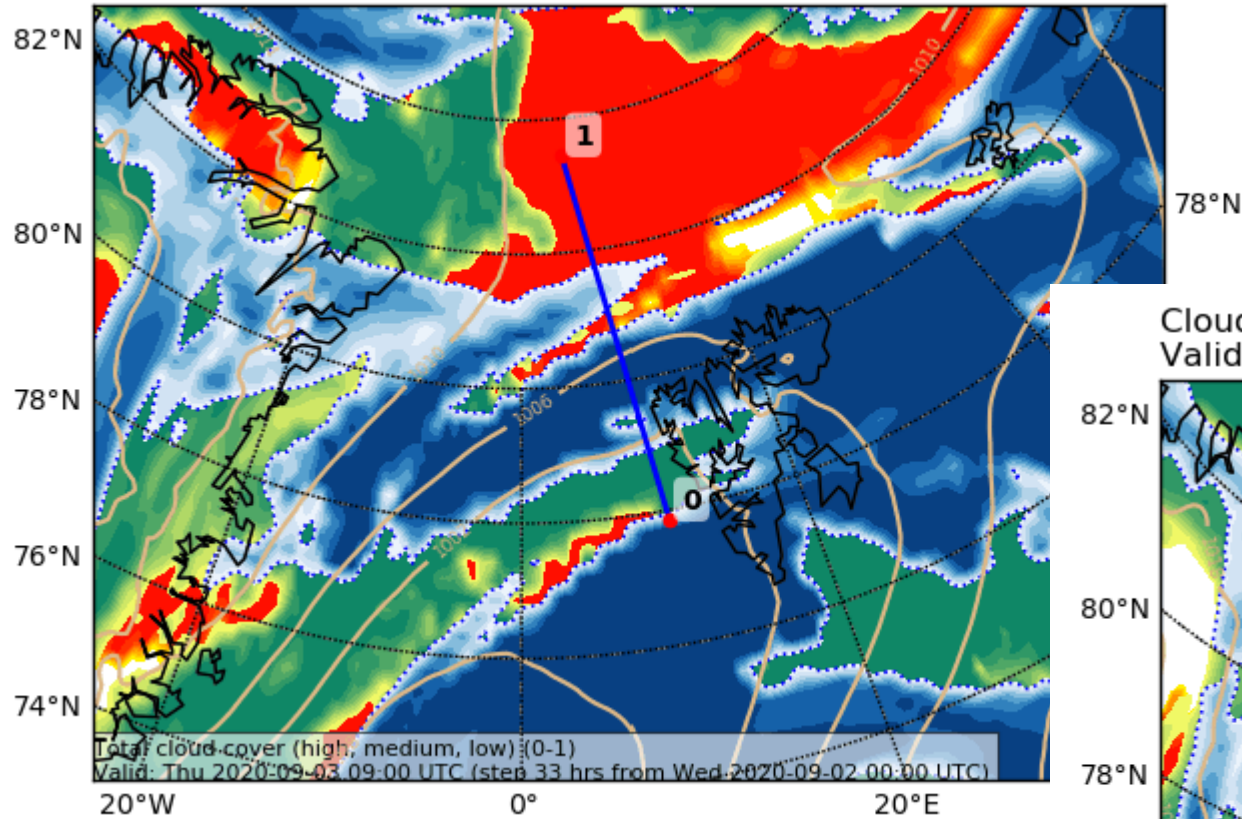 82°N
1010
1
80°N
78°N
Cloud
Valid
78°N
1006
82°N
0
76°N
80°N
74°N
Total cloud cover (high, medium, low) (0-1)
Valid: Thu 2020-09-03 09:00 UTC (step 33 hrs from Wed 2020-09-02 00:00 UTC)
78°N
20°W
0°
20°E